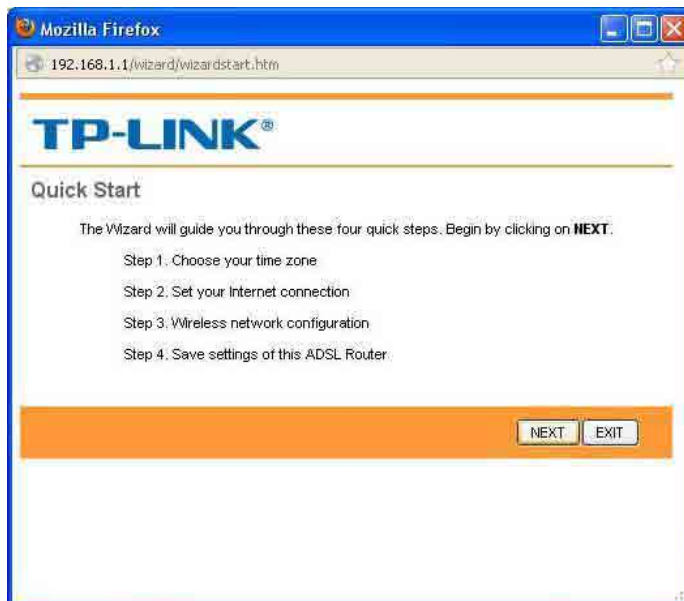 Mozilla Firefox
192.168.1.1/wizard/wizardstart.htm
TP-LINK®
Quick Start
The Wizard will guide you through these four quick steps. Begin by clicking on NEXT.
Step 1. Choose your time zone
Step 2. Set your Internet connection
Step 3. Wireless network configuration
Step 4. Save settings of this ADSL Router
NEXT EXIT